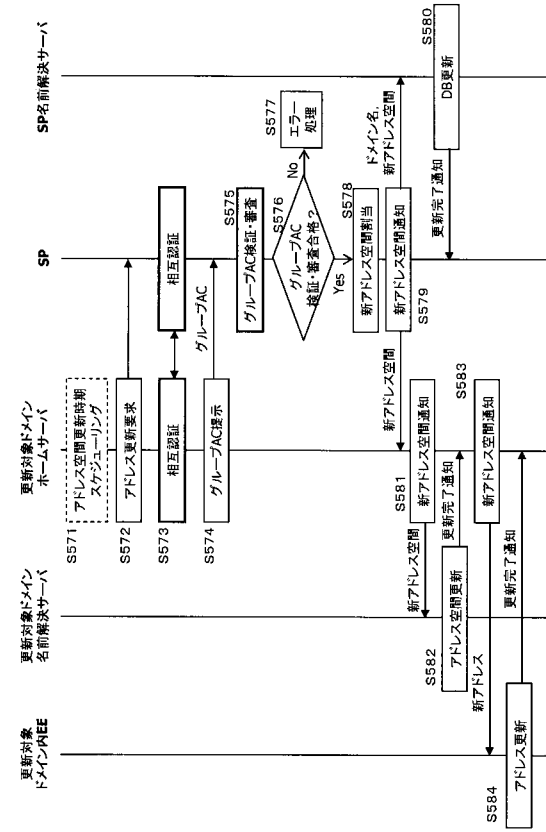 更新対象
ドメイン内EE
更新対象ドメイン
名前解決サーバ
更新対象ドメイン
ホームサーバ
SP
SP名前解決サーバ
S571
アドレス空間更新時期
スケジューリング
S572
アドレス更新要求
S573
相互認証
相互認証
S574
グループAC提示
グループAC
S575
グループAC検証・審査
S576
グループAC
検証・審査合格?
No
S577
エラー
処理
Yes
S578
新アドレス空間割当
新アドレス空間通知
S579
新アドレス空間
ドメイン名,
新アドレス空間
S580
DB更新
更新完了通知
S581
新アドレス空間通知
新アドレス空間
S582
アドレス空間更新
更新完了通知
S583
新アドレス空間通知
新アドレス
S584
アドレス更新
更新完了通知